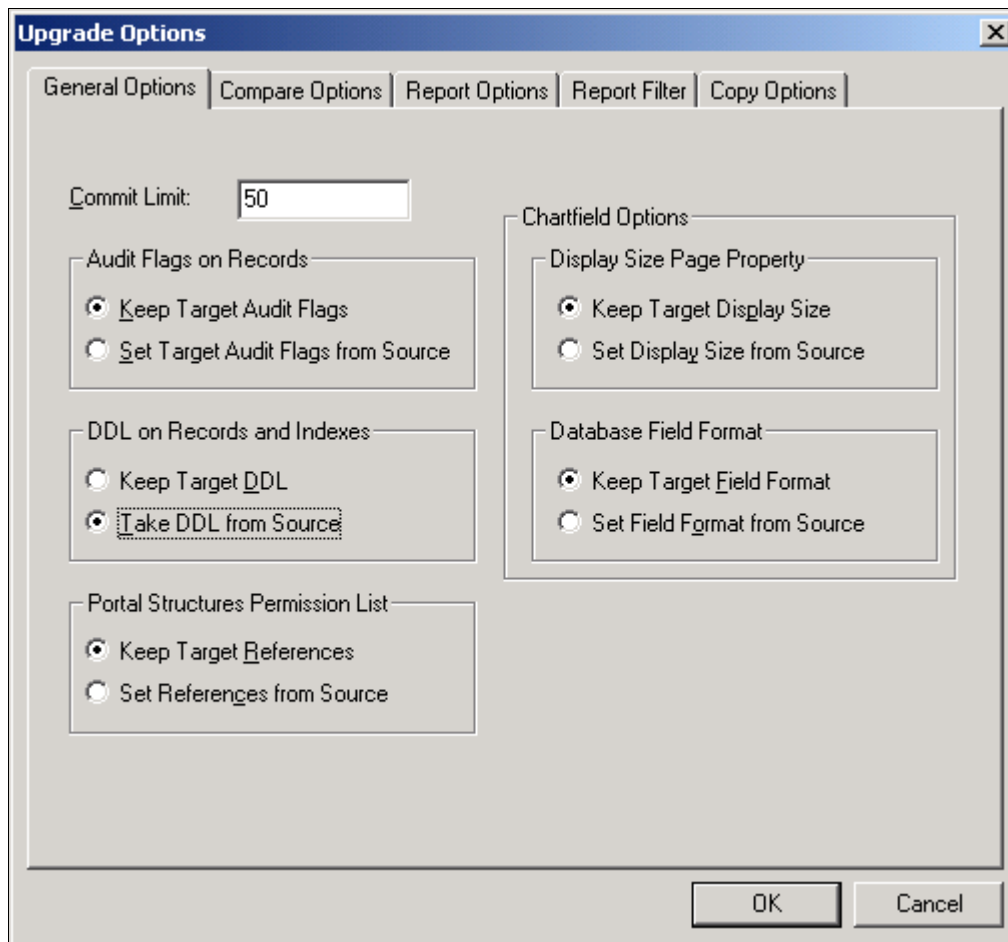 Upgrade Options
General Options
Compare Options
Report Options
Report Filter
Copy Options
Commit Limit:
50
Audit Flags on Records
Keep Target Audit Flags
Set Target Audit Flags from Source
DDL on Records and Indexes
Keep Target DDL
Take DDL from Source
Portal Structures Permission List
Keep Target References
Set References from Source
Chartfield Options
Display Size Page Property
Keep Target Display Size
Set Display Size from Source
Database Field Format
Keep Target Field Format
Set Field Format from Source
OK
Cancel